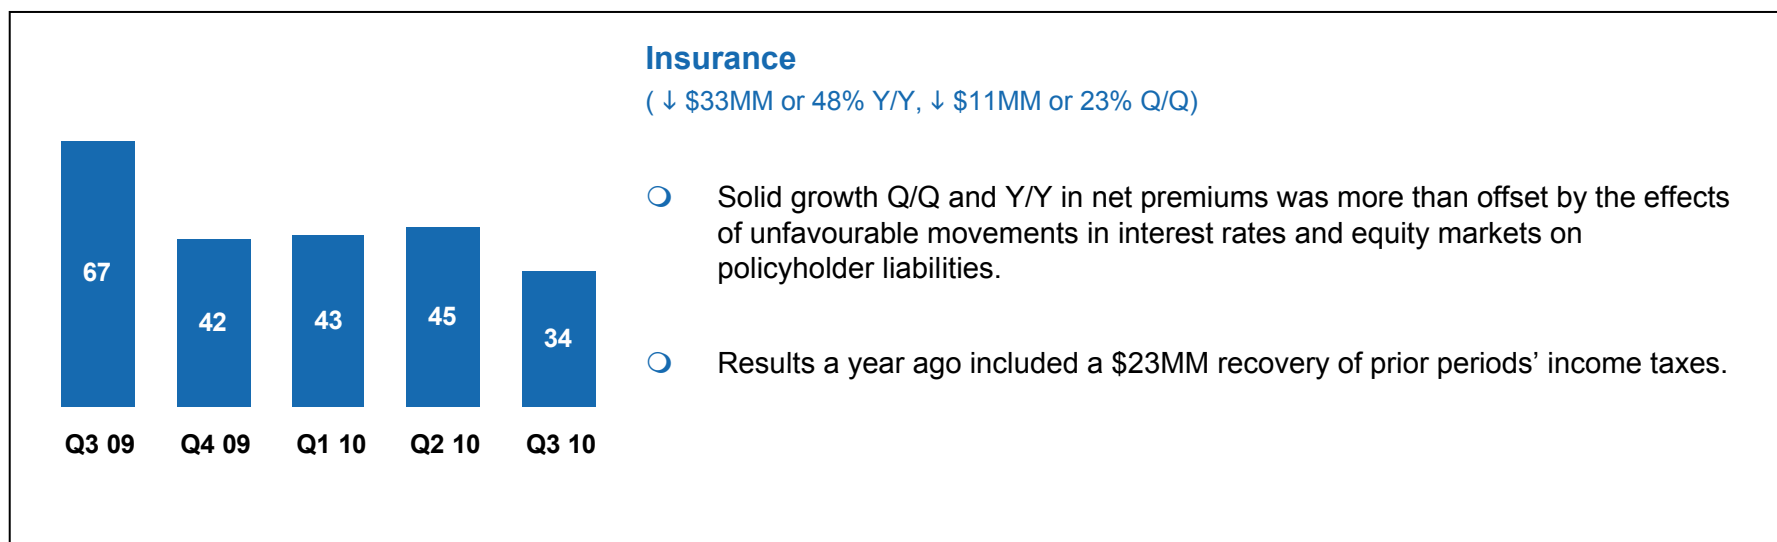 Insurance
( ↓ $33MM or 48% Y/Y, ↓ $11MM or 23% Q/Q)
Solid growth Q/Q and Y/Y in net premiums was more than offset by the effects
of unfavourable movements in interest rates and equity markets on
policyholder liabilities.
Results a year ago included a $23MM recovery of prior periods’ income taxes.
67
42
43
45
34
Q3 09
Q4 09
Q1 10
Q2 10
Q3 10